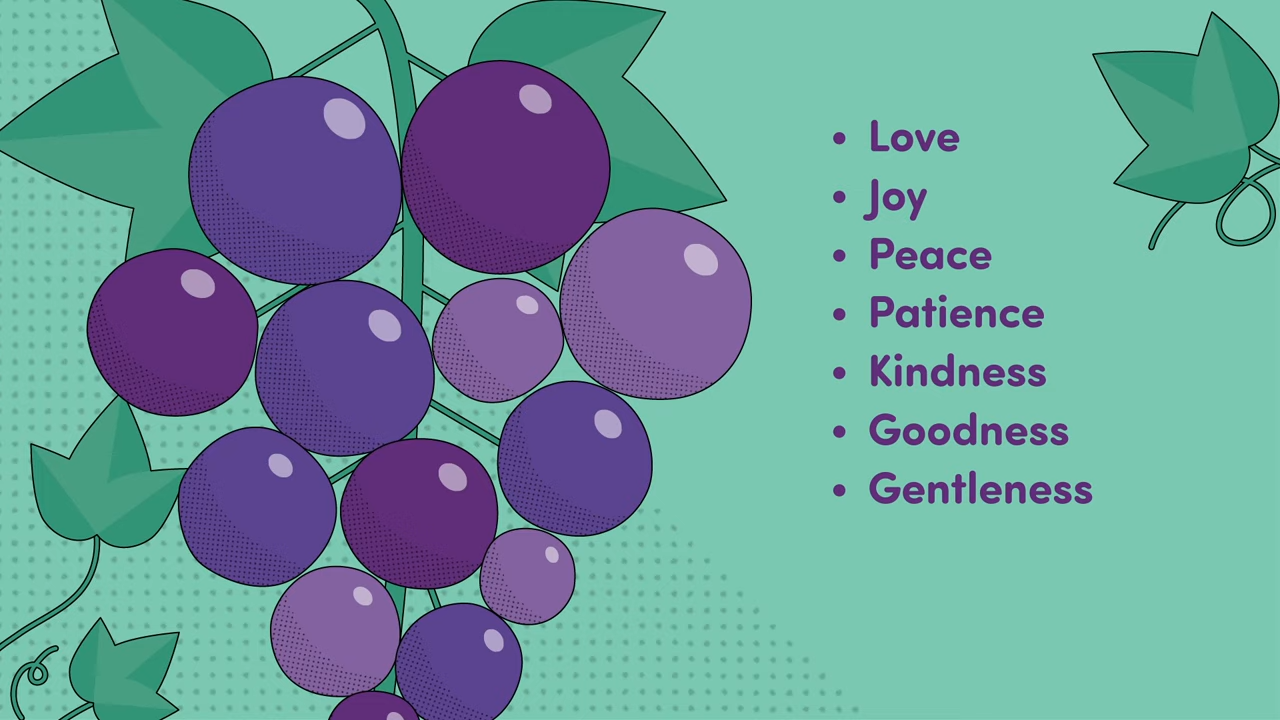 • Love
• Joy
• Peace
• Patience
• Kindness
• Goodness
• Gentleness